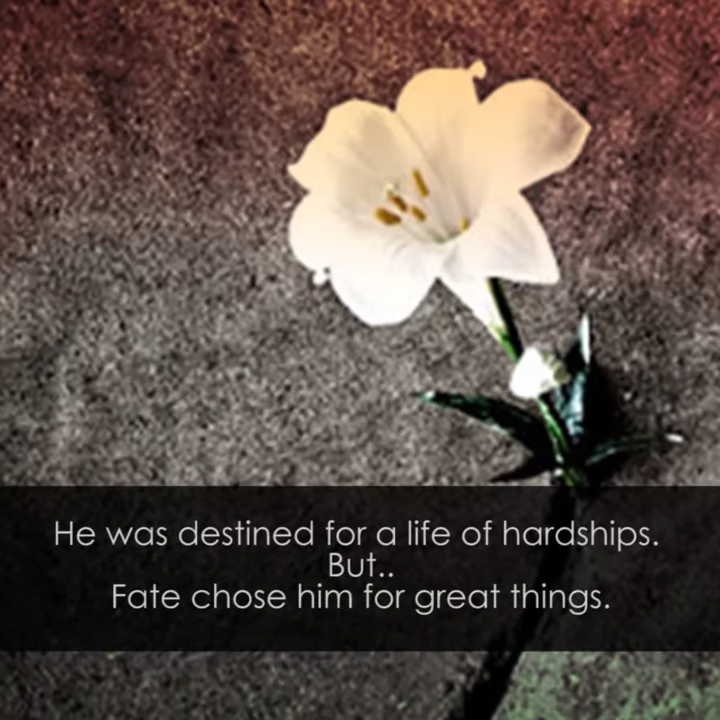 He was destined for a life of hardships.
But..
Fate chose him for great things.